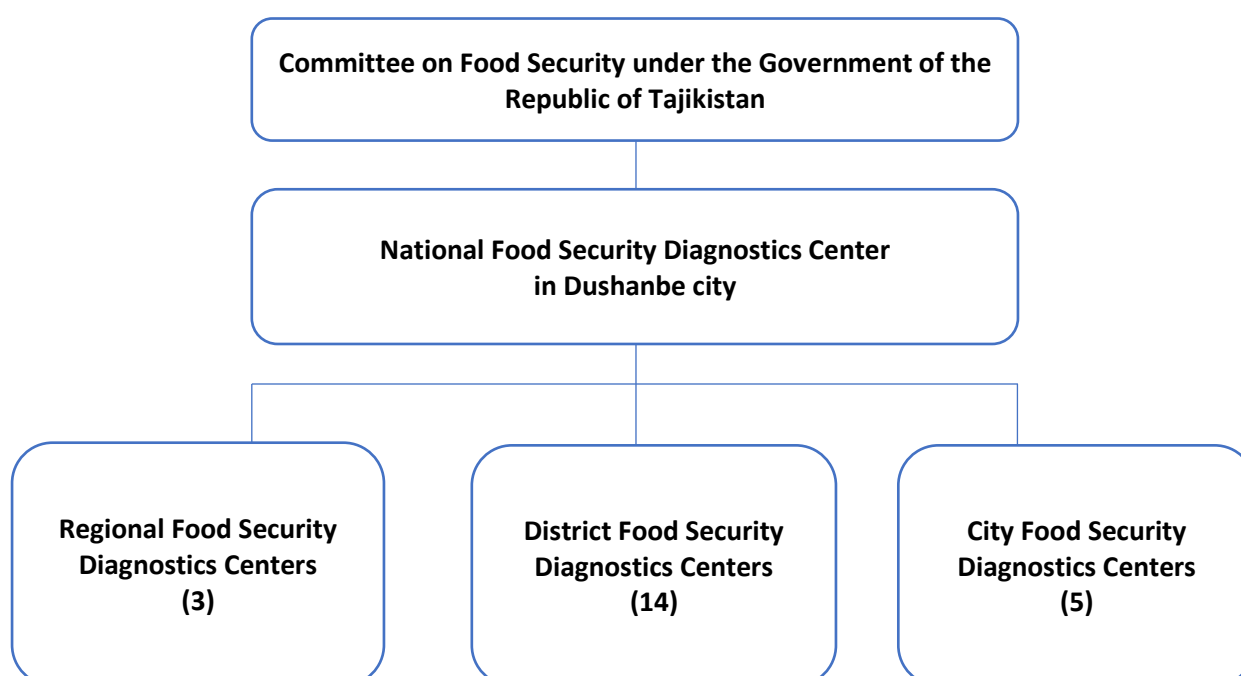 Committee on Food Security under the Government of the
Republic of Tajikistan
National Food Security Diagnostics Center
in Dushanbe city
Regional Food Security
Diagnostics Centers
(3)
District Food Security
Diagnostics Centers
(14)
City Food Security
Diagnostics Centers
(5)